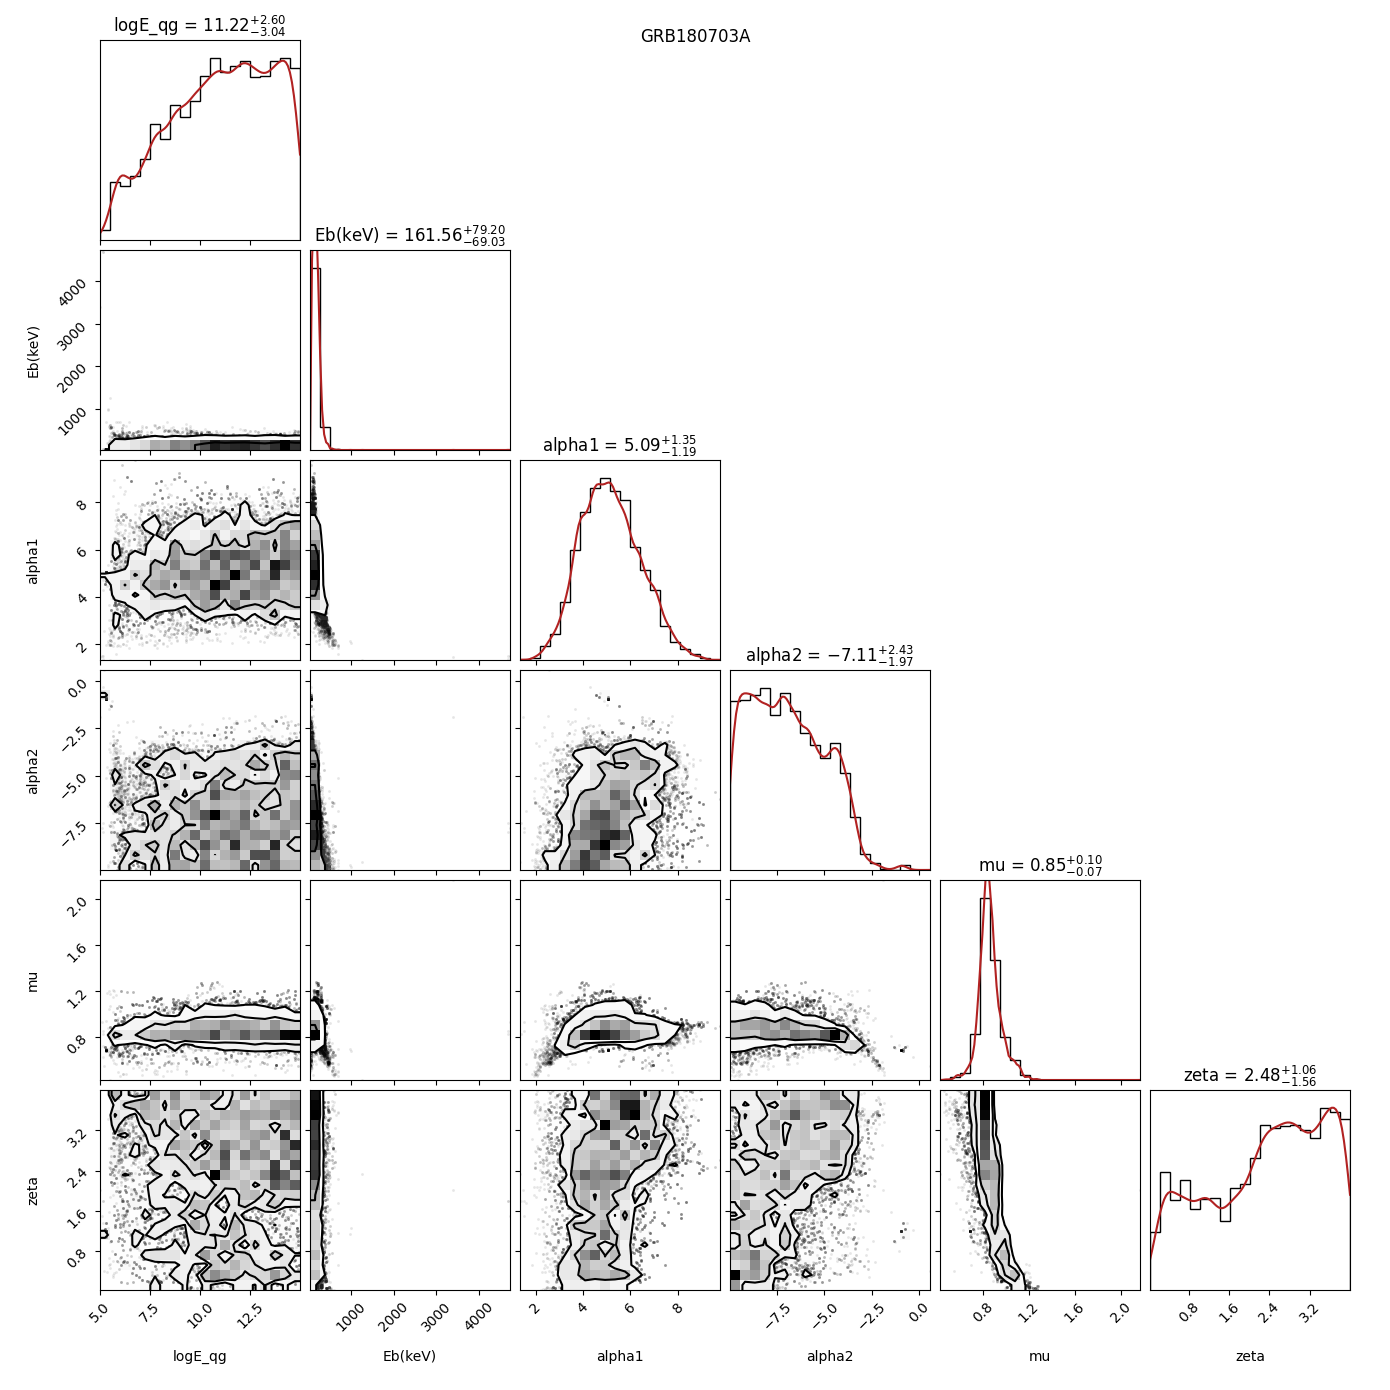 logE_qg = 11.22+2.60−3.04
GRB180703A
Eb(keV) = 161.56+79.20−69.03
4000
3000
2000
1000
Eb(keV)
alpha1 = 5.09+1.35−1.19
8
6
4
2
alpha1
alpha2 = −7.11+2.43−1.97
0.0
−2.5
−5.0
−7.5
alpha2
mu = 0.85+0.10−0.07
2.0
1.6
1.2
0.8
mu
zeta = 2.48+1.06−1.56
3.2
2.4
1.6
0.8
zeta
5.0 7.5 10.0 12.5 1000 2000 3000 4000 2 4 6 8 −7.5 −5.0 −2.5 0.0 0.8 1.2 1.6 2.0 0.8 1.6 2.4 3.2
logE_qg Eb(keV) alpha1 alpha2 mu zeta